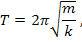 T = 2π√(m/k),